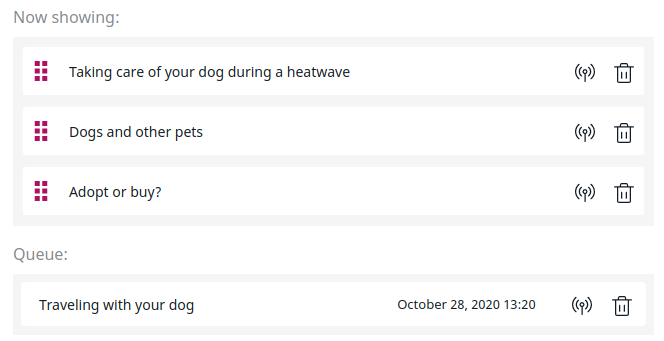 Now showing:
Taking care of your dog during a heatwave
Dogs and other pets
Adopt or buy?
Queue:
Traveling with your dog October 28, 2020 13:20